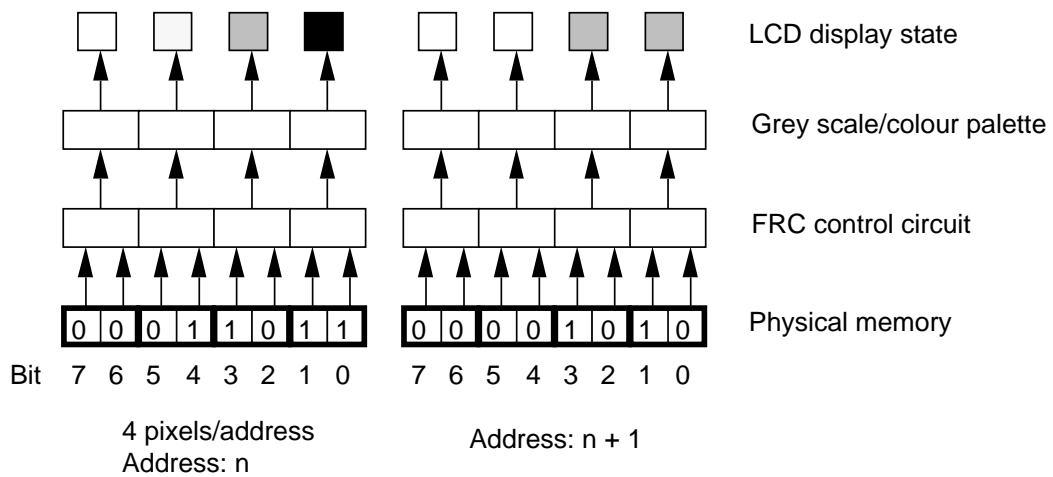 LCD display state
Grey scale/colour palette
FRC control circuit
0 0 0 1 1 0 1 1 0 0 0 0 1 0 1 0 Physical memory
Bit 7 6 5 4 3 2 1 0 7 6 5 4 3 2 1 0
4 pixels/address
Address: n
Address: n + 1